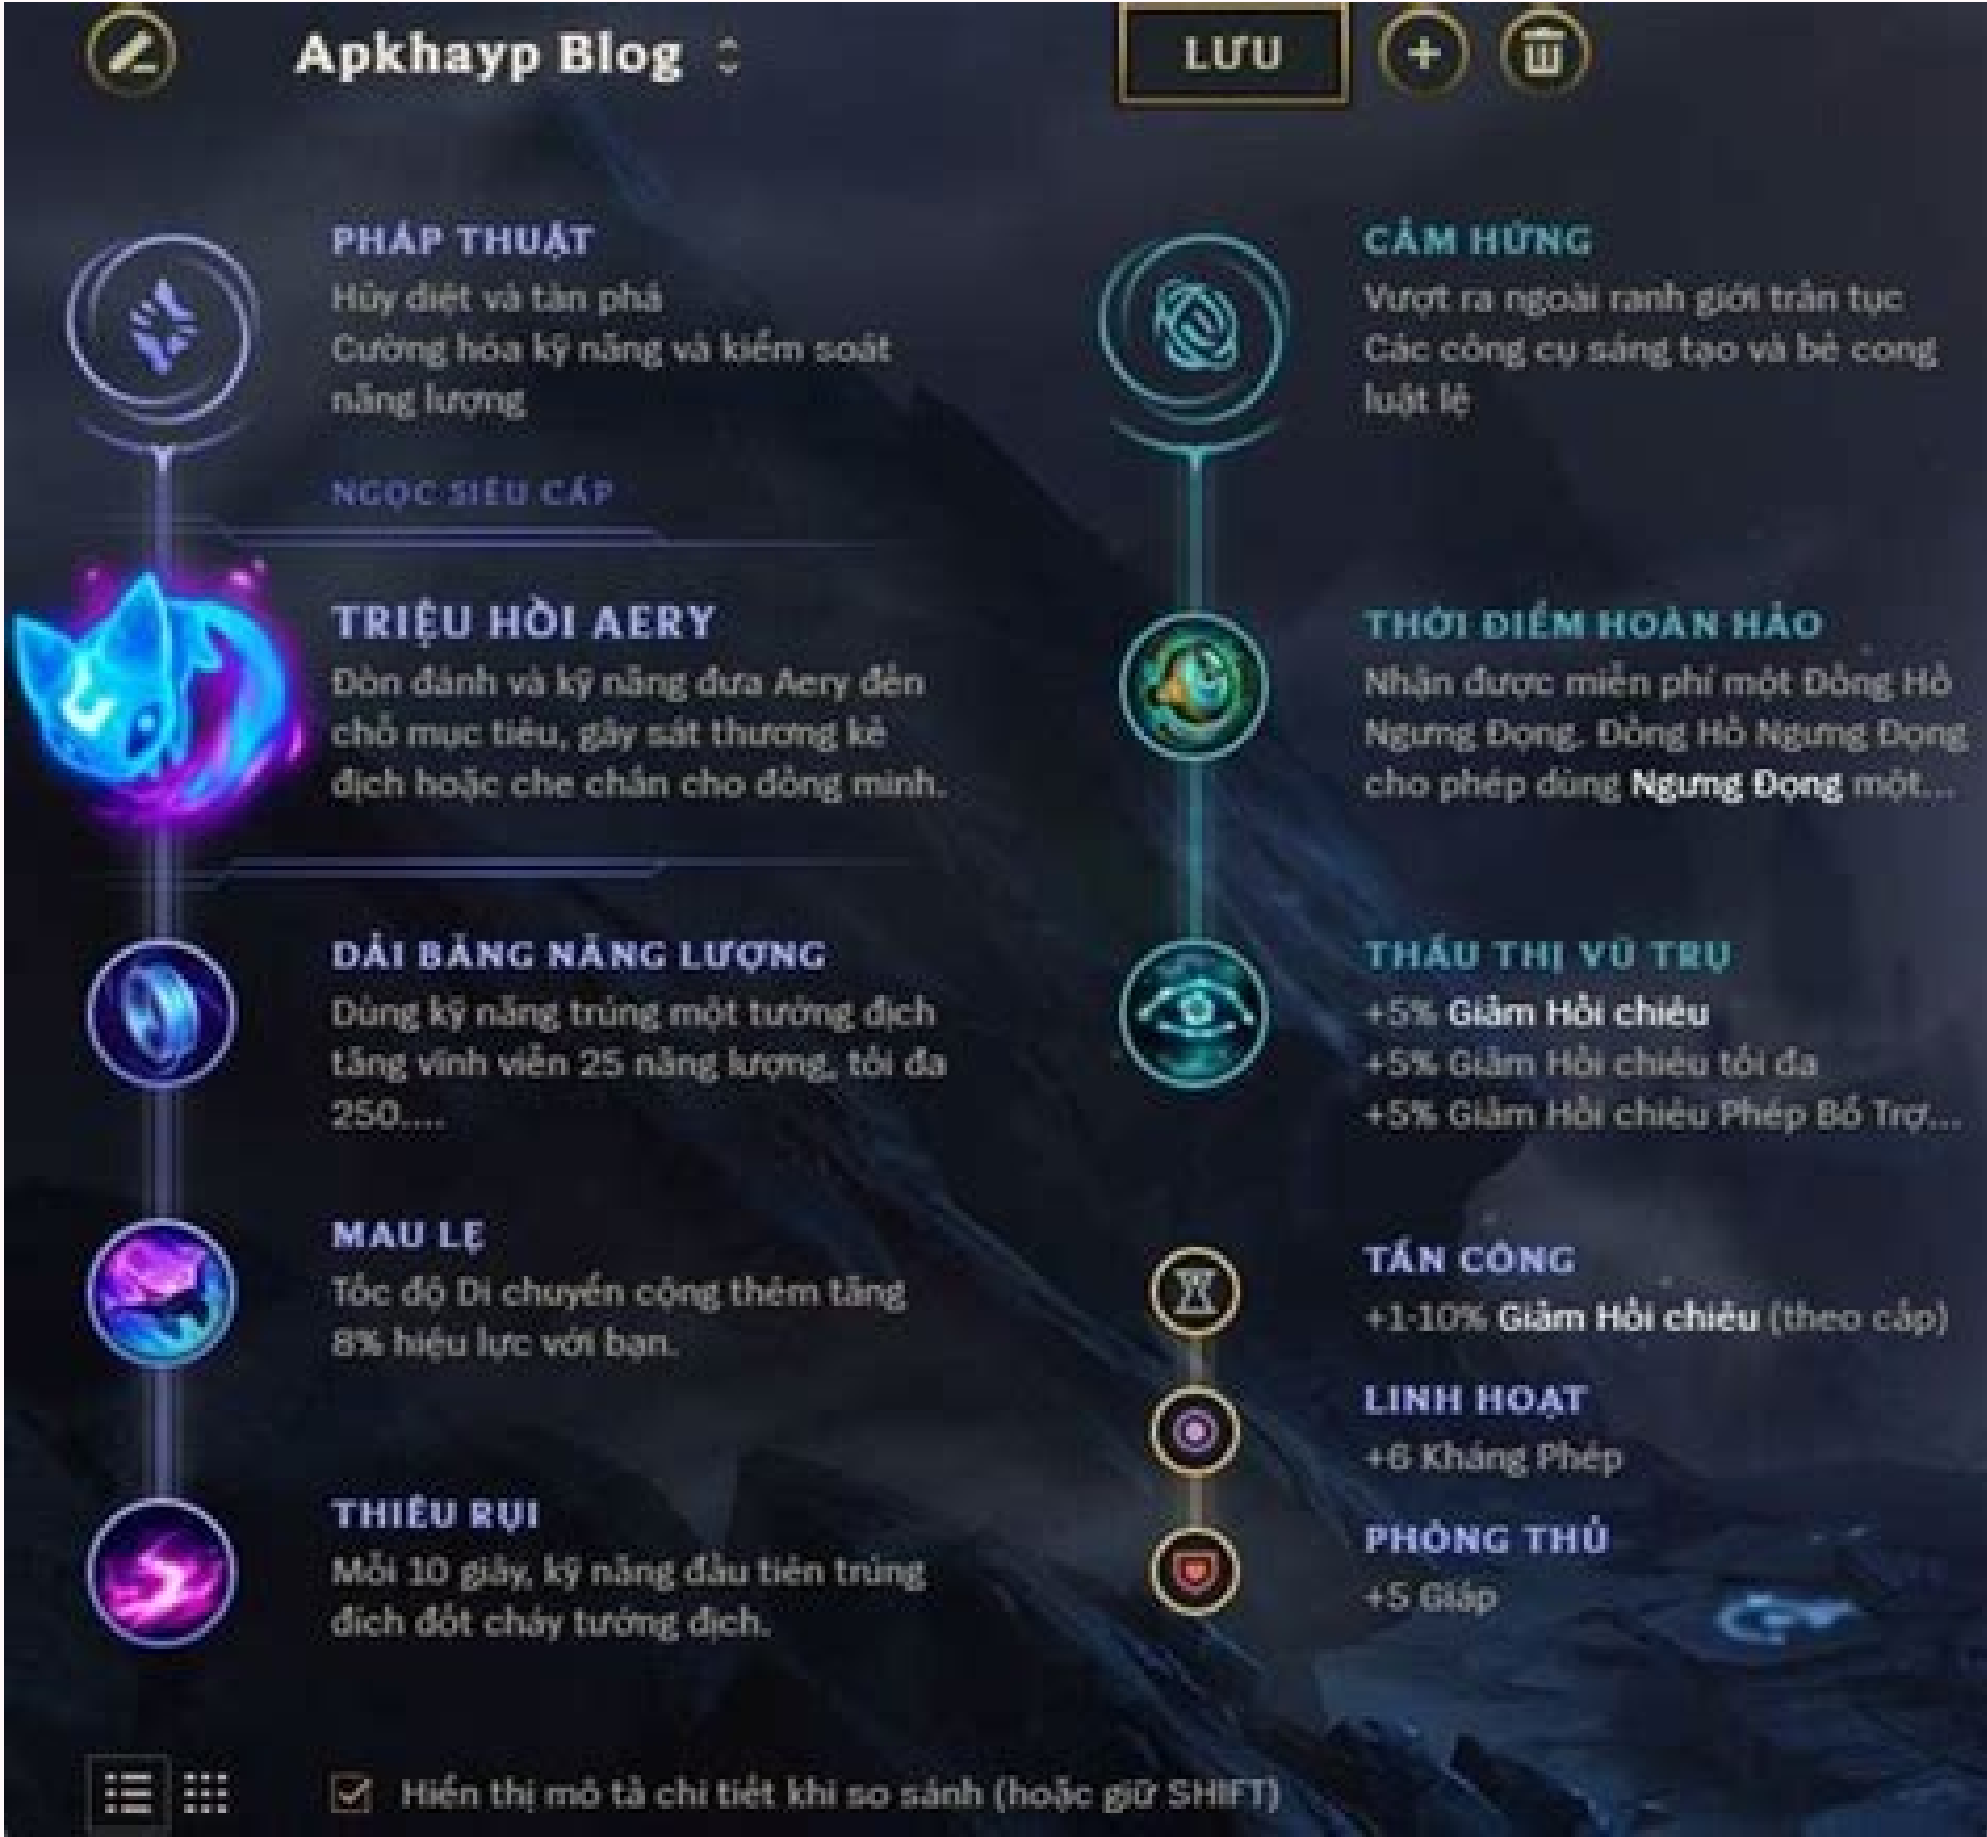 Apkhayp Blog
LƯU
PHÁP THUẬT
Hủy diệt và tàn phá
Cường hóa kỹ năng và kiểm soát
năng lượng
NGỌC SIÊU CẤP
TRIỆU HỒI AERY
Đòn đánh và kỹ năng đưa Aery đến
chỗ mục tiêu, gây sát thương kẻ
địch hoặc che chắn cho đồng minh.
DẢI BĂNG NĂNG LƯỢNG
Dùng kỹ năng trúng một tướng địch
tăng vĩnh viễn 25 năng lượng, tối đa
250....
MAU LẸ
Tốc độ Di chuyển cộng thêm tăng
8% hiệu lực với bạn.
THIÊU RỤI
Mỗi 10 giây, kỹ năng đầu tiên trúng
đích đốt cháy tướng địch.
CẢM HỨNG
Vượt ra ngoài ranh giới trần tục
Các công cụ sáng tạo và bẻ cong
luật lệ
THỜI ĐIỂM HOÀN HẢO
Nhận được miễn phí một Đồng Hồ
Ngưng Đọng. Đồng Hồ Ngưng Đọng
cho phép dùng Ngưng Đọng một...
THẤU THỊ VŨ TRỤ
+5% Giảm Hồi chiêu
+5% Giảm Hồi chiêu tối đa
+5% Giảm Hồi chiêu Phép Bổ Trợ...
TẤN CÔNG
+1-10% Giảm Hồi chiêu (theo cấp)
LINH HOẠT
+6 Kháng Phép
PHÒNG THỦ
+5 Giáp
Hiển thị mô tả chi tiết khi so sánh (hoặc giữ SHIFT)